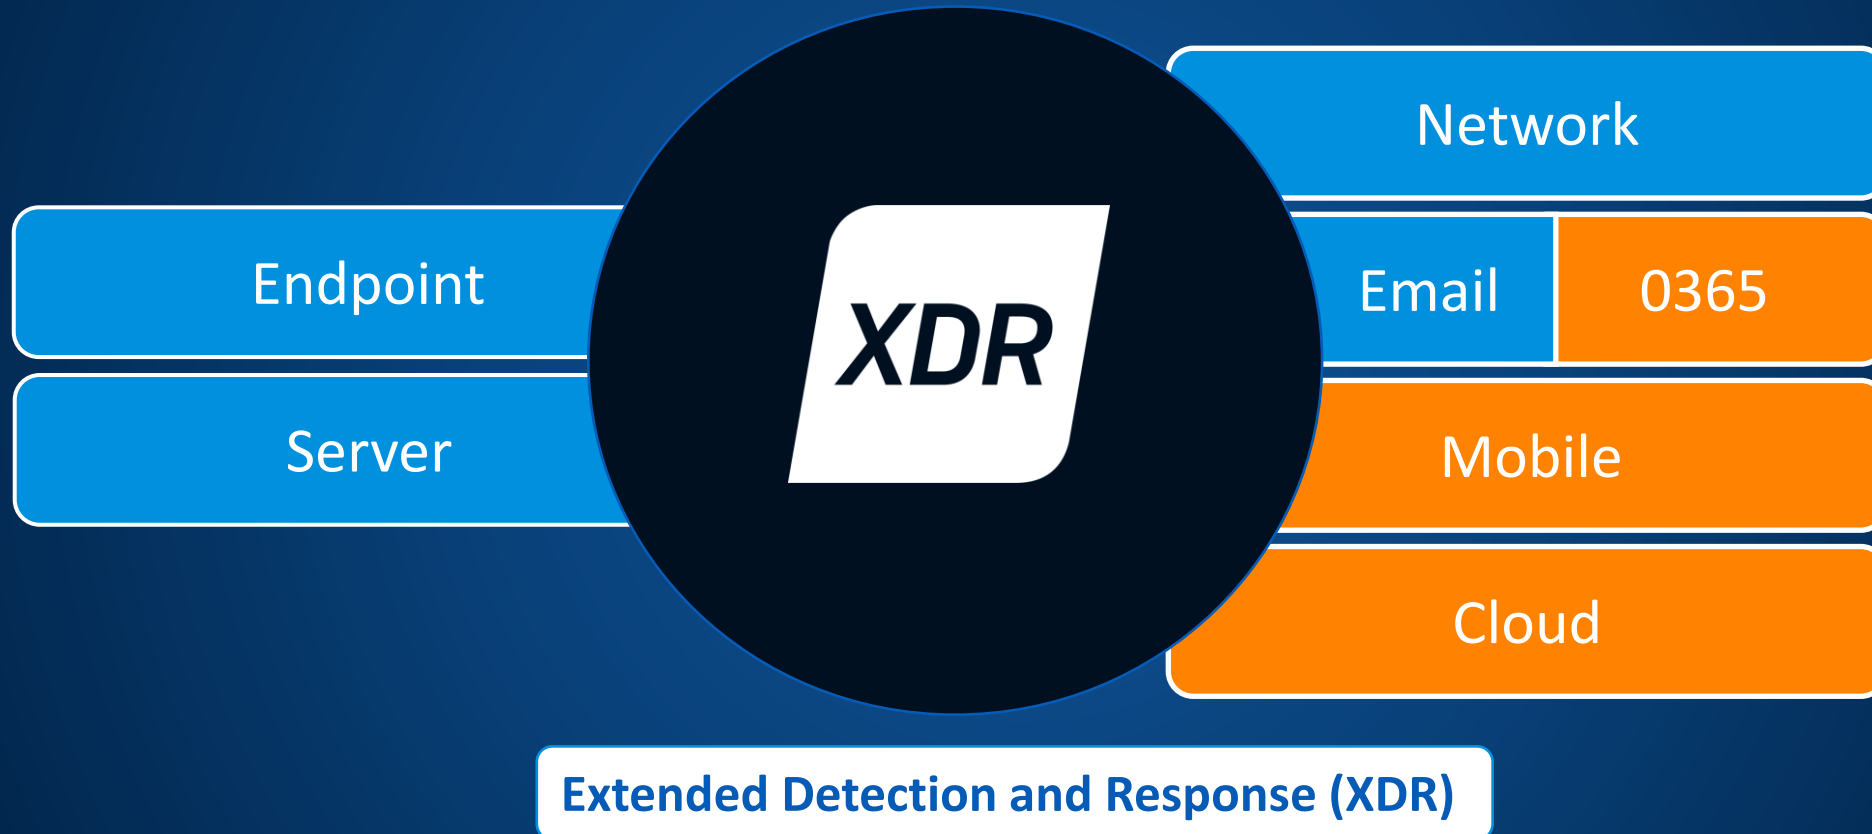 Endpoint
Server
XDR
Network
Email
0365
Mobile
Cloud
Extended Detection and Response (XDR)